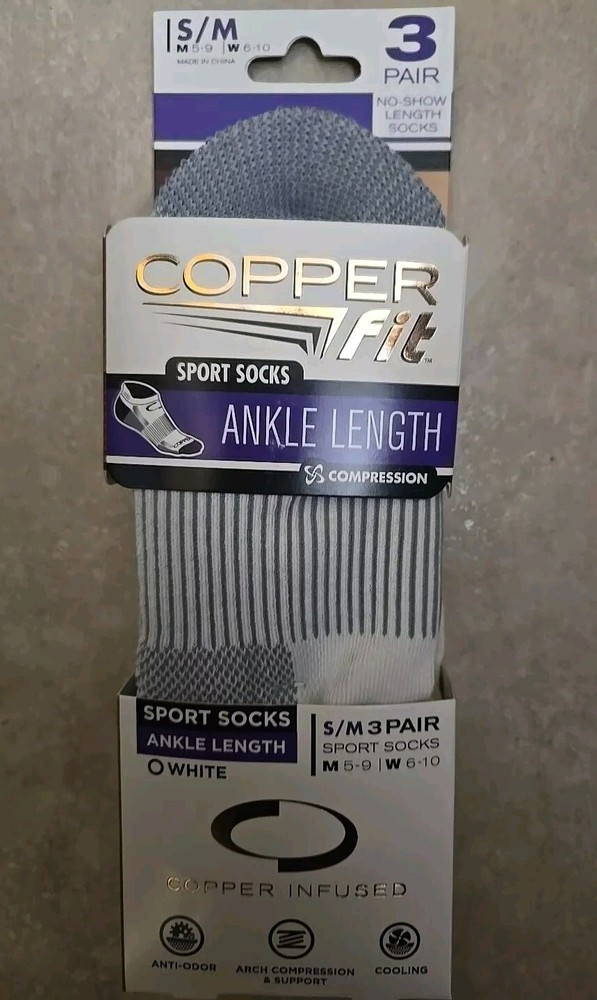 S/M
M 5-9 | W 6-10
MADE IN CHINA
3
PAIR
NO-SHOW
LENGTH
SOCKS
COPPER
fit™
SPORT SOCKS
ANKLE LENGTH
COMPRESSION
SPORT SOCKS
ANKLE LENGTH
WHITE
S/M 3 PAIR
SPORT SOCKS
M 5-9 | W 6-10
COPPER INFUSED
ANTI-ODOR
ARCH COMPRESSION
& SUPPORT
COOLING